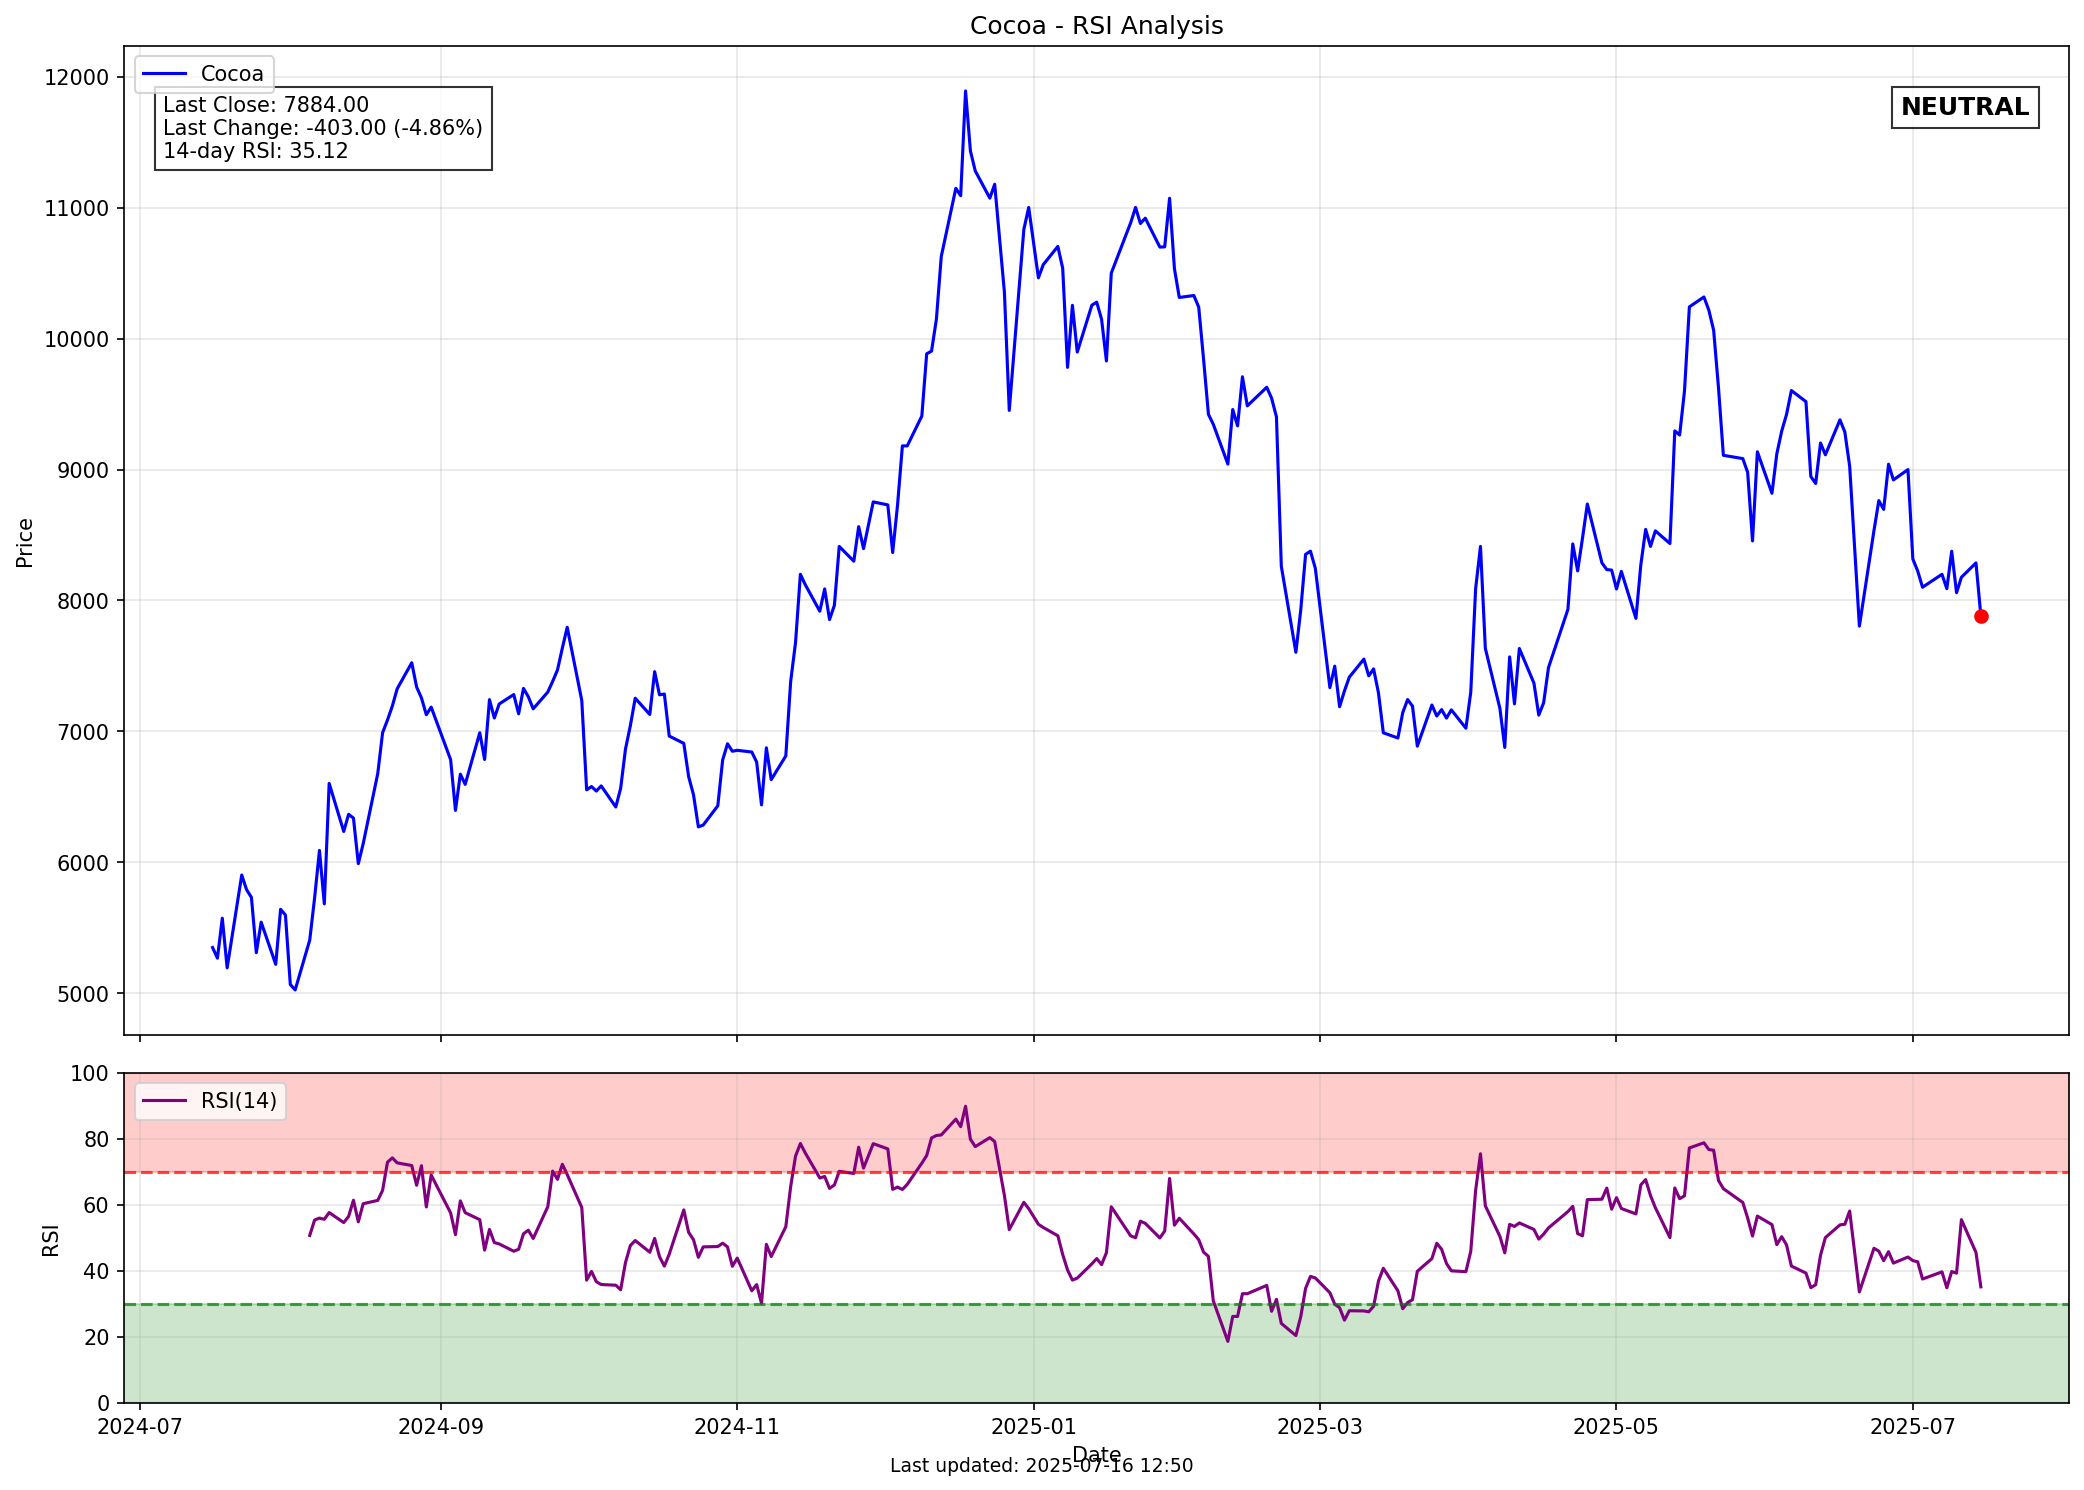 Cocoa - RSI Analysis
Cocoa
Last Close: 7884.00
Last Change: -403.00 (-4.86%)
14-day RSI: 35.12
NEUTRAL
Price
12000
11000
10000
9000
8000
7000
6000
5000
RSI(14)
RSI
100
80
60
40
20
0
2024-07
2024-09
2024-11
2025-01
2025-03
2025-05
2025-07
Date
Last updated: 2025-07-16 12:50